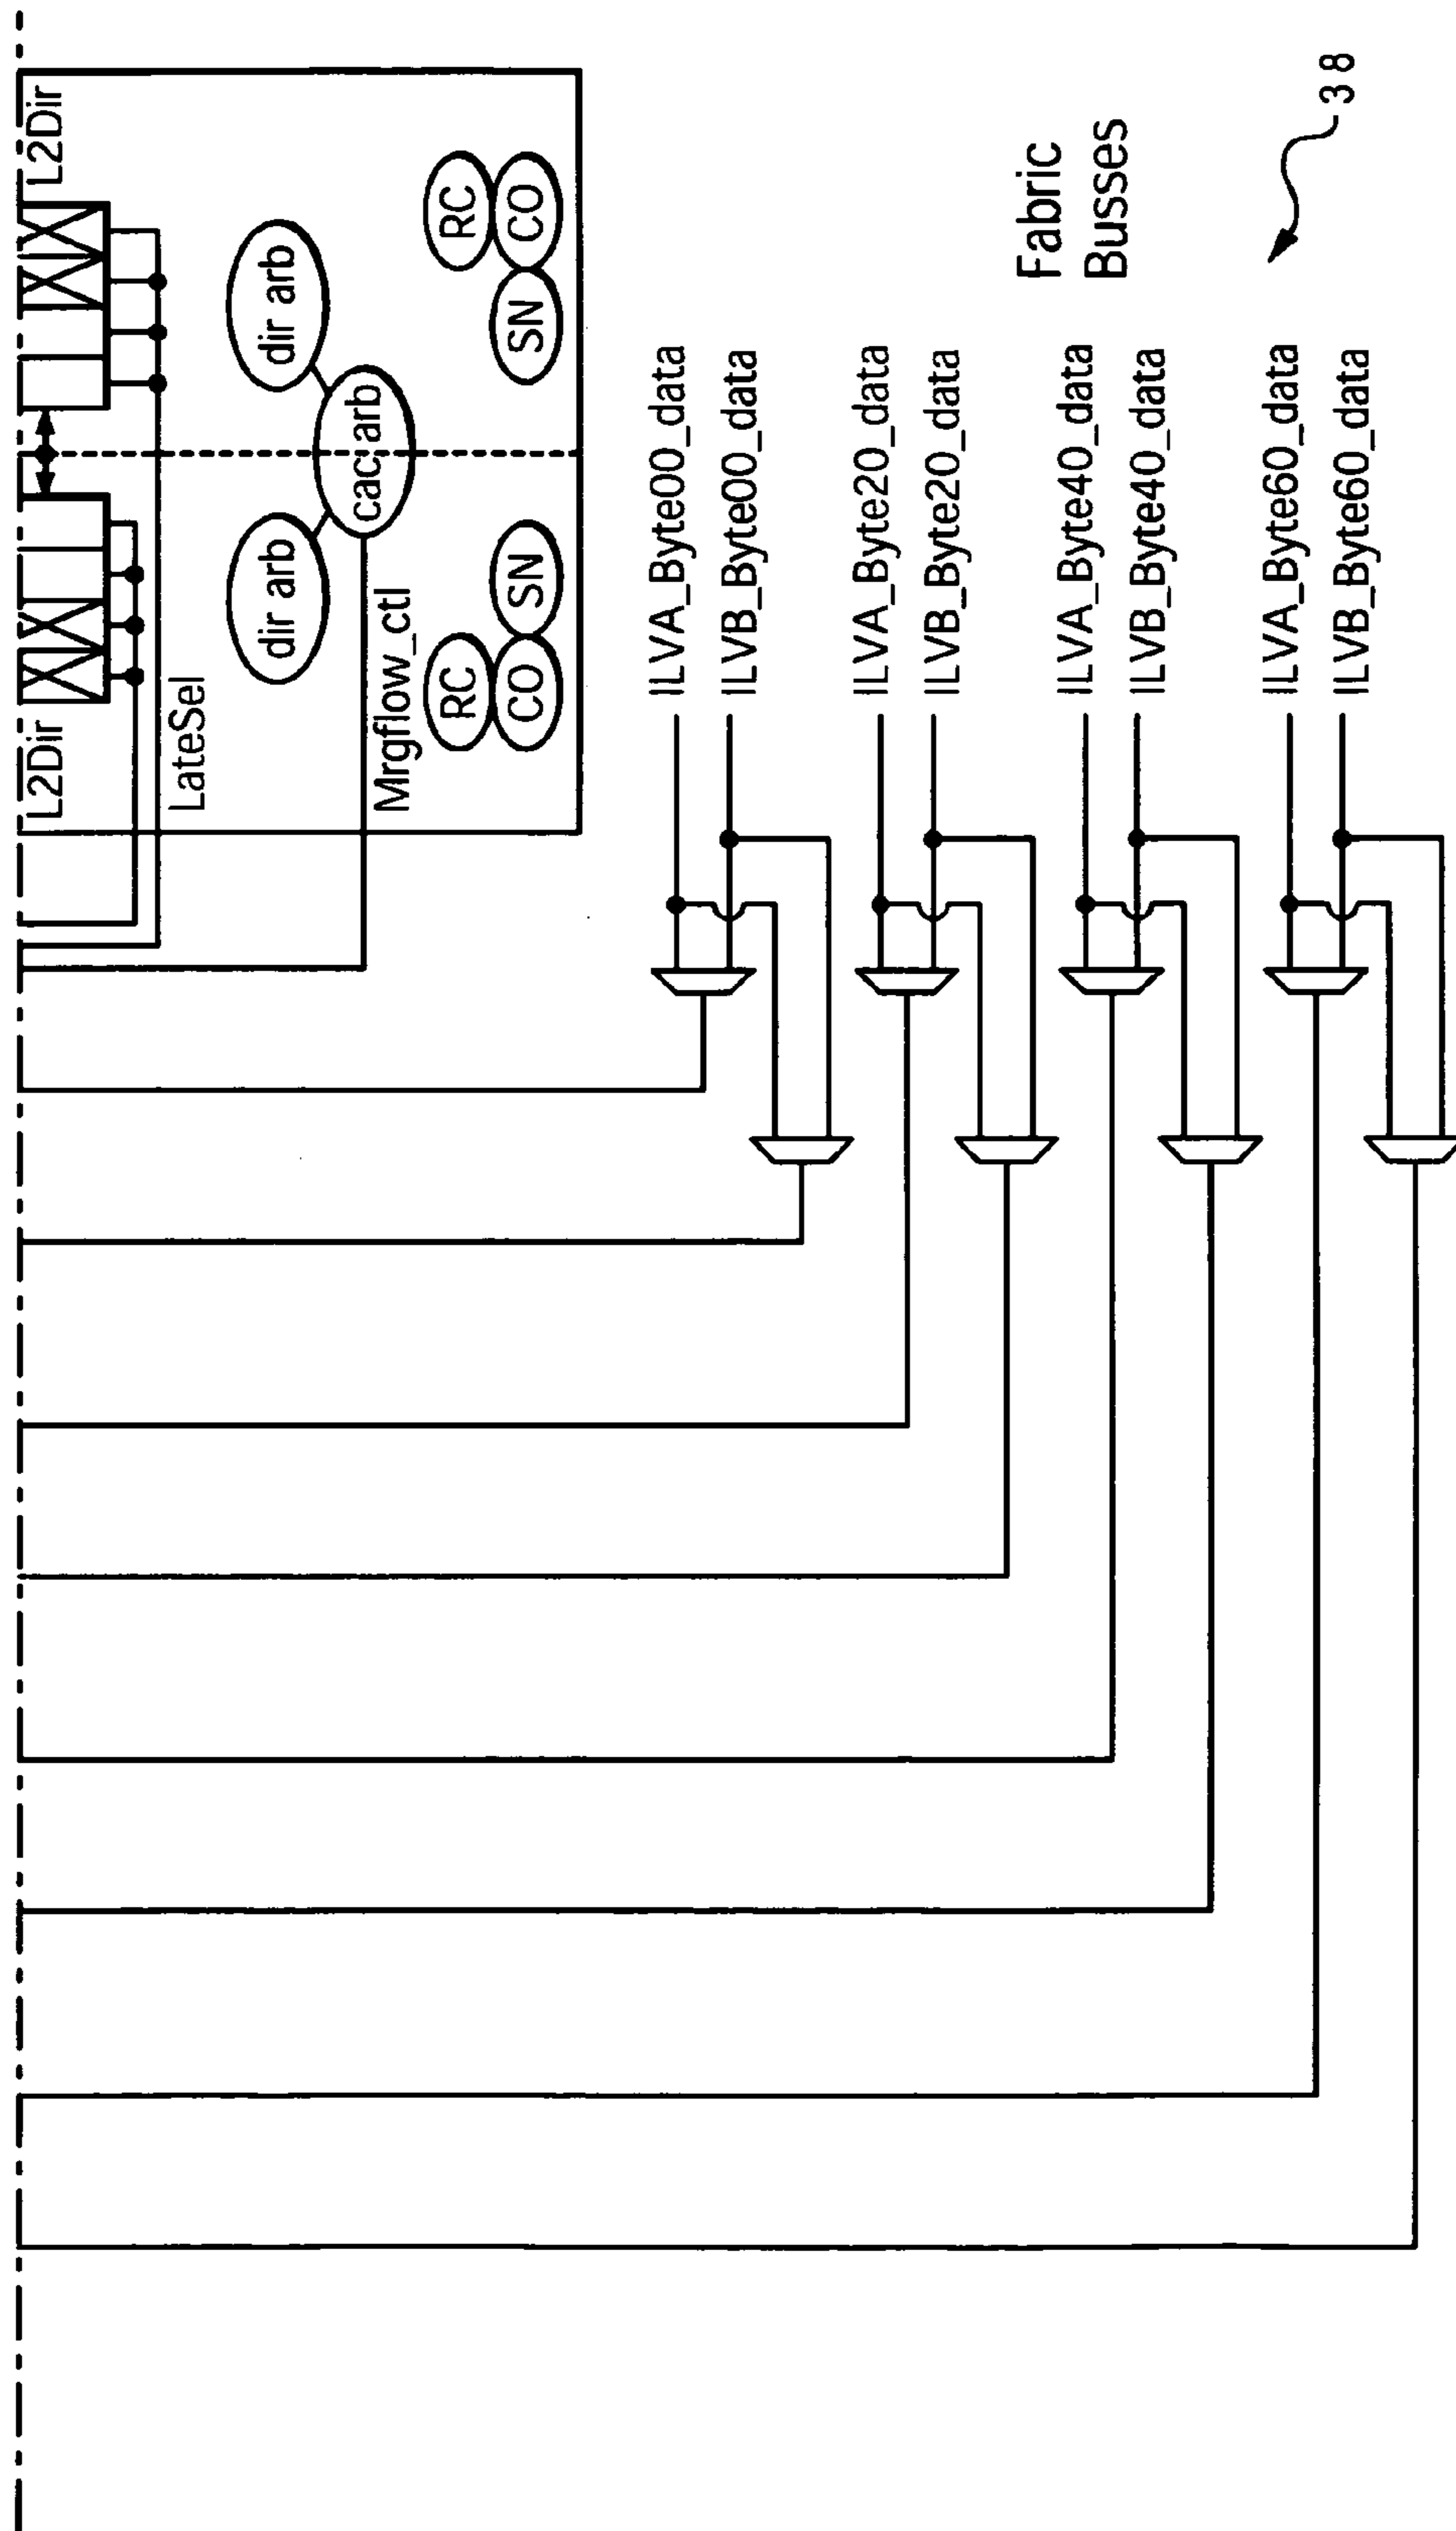 L2Dir
L2Dir
LateSel
dir arb
dir arb
cac arb
Mrgflow_ctl
RC
CO
SN
SN
RC
CO
ILVA_Byte00_data
ILVB_Byte00_data
ILVA_Byte20_data
ILVB_Byte20_data
ILVA_Byte40_data
ILVB_Byte40_data
ILVA_Byte60_data
ILVB_Byte60_data
Fabric
Busses
38